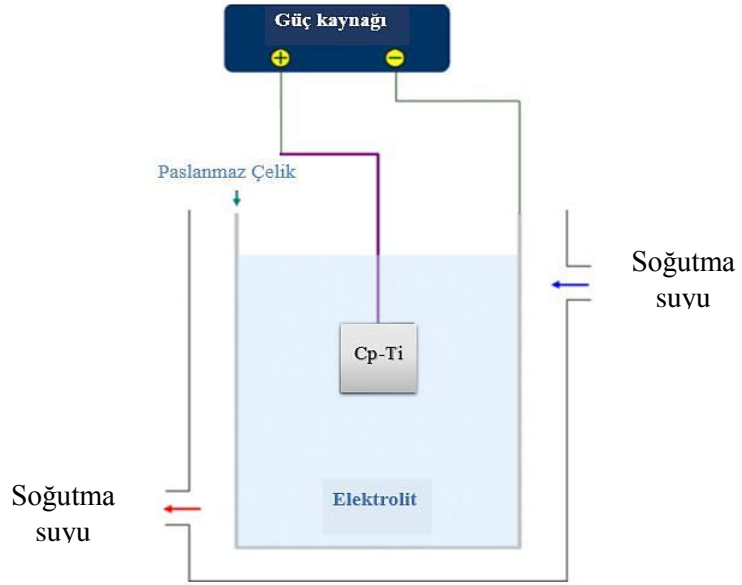 Güç kaynağı
+
−
Paslanmaz Çelik
Soğutma
suyu
Cp-Ti
Elektrolit
Soğutma
suyu